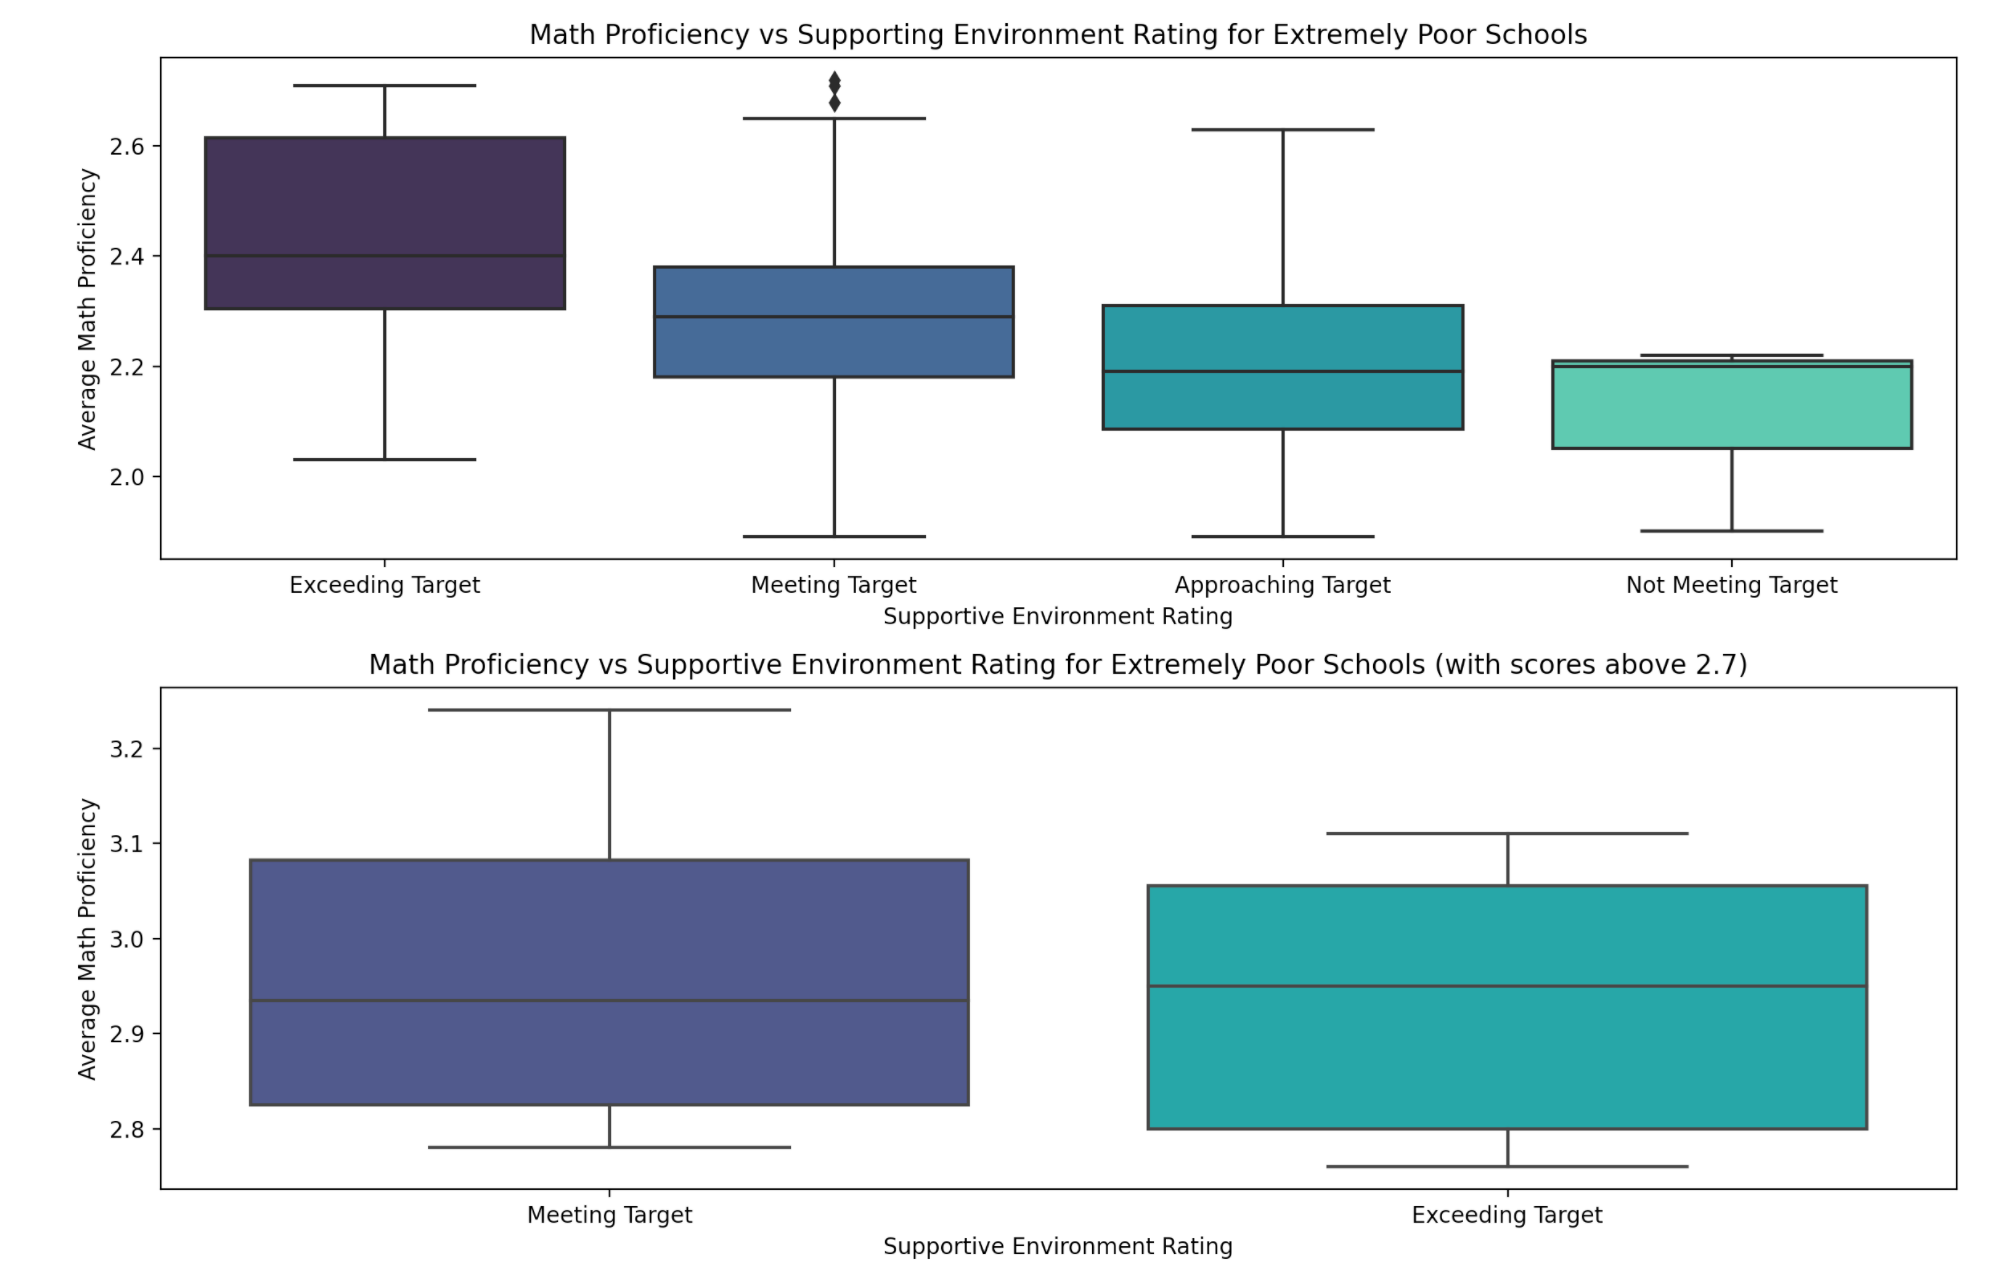 Math Proficiency vs Supporting Environment Rating for Extremely Poor Schools
Average Math Proficiency
2.6
2.4
2.2
2.0
Exceeding Target
Meeting Target
Approaching Target
Not Meeting Target
Supportive Environment Rating
Math Proficiency vs Supportive Environment Rating for Extremely Poor Schools (with scores above 2.7)
Average Math Proficiency
3.2
3.1
3.0
2.9
2.8
Meeting Target
Exceeding Target
Supportive Environment Rating